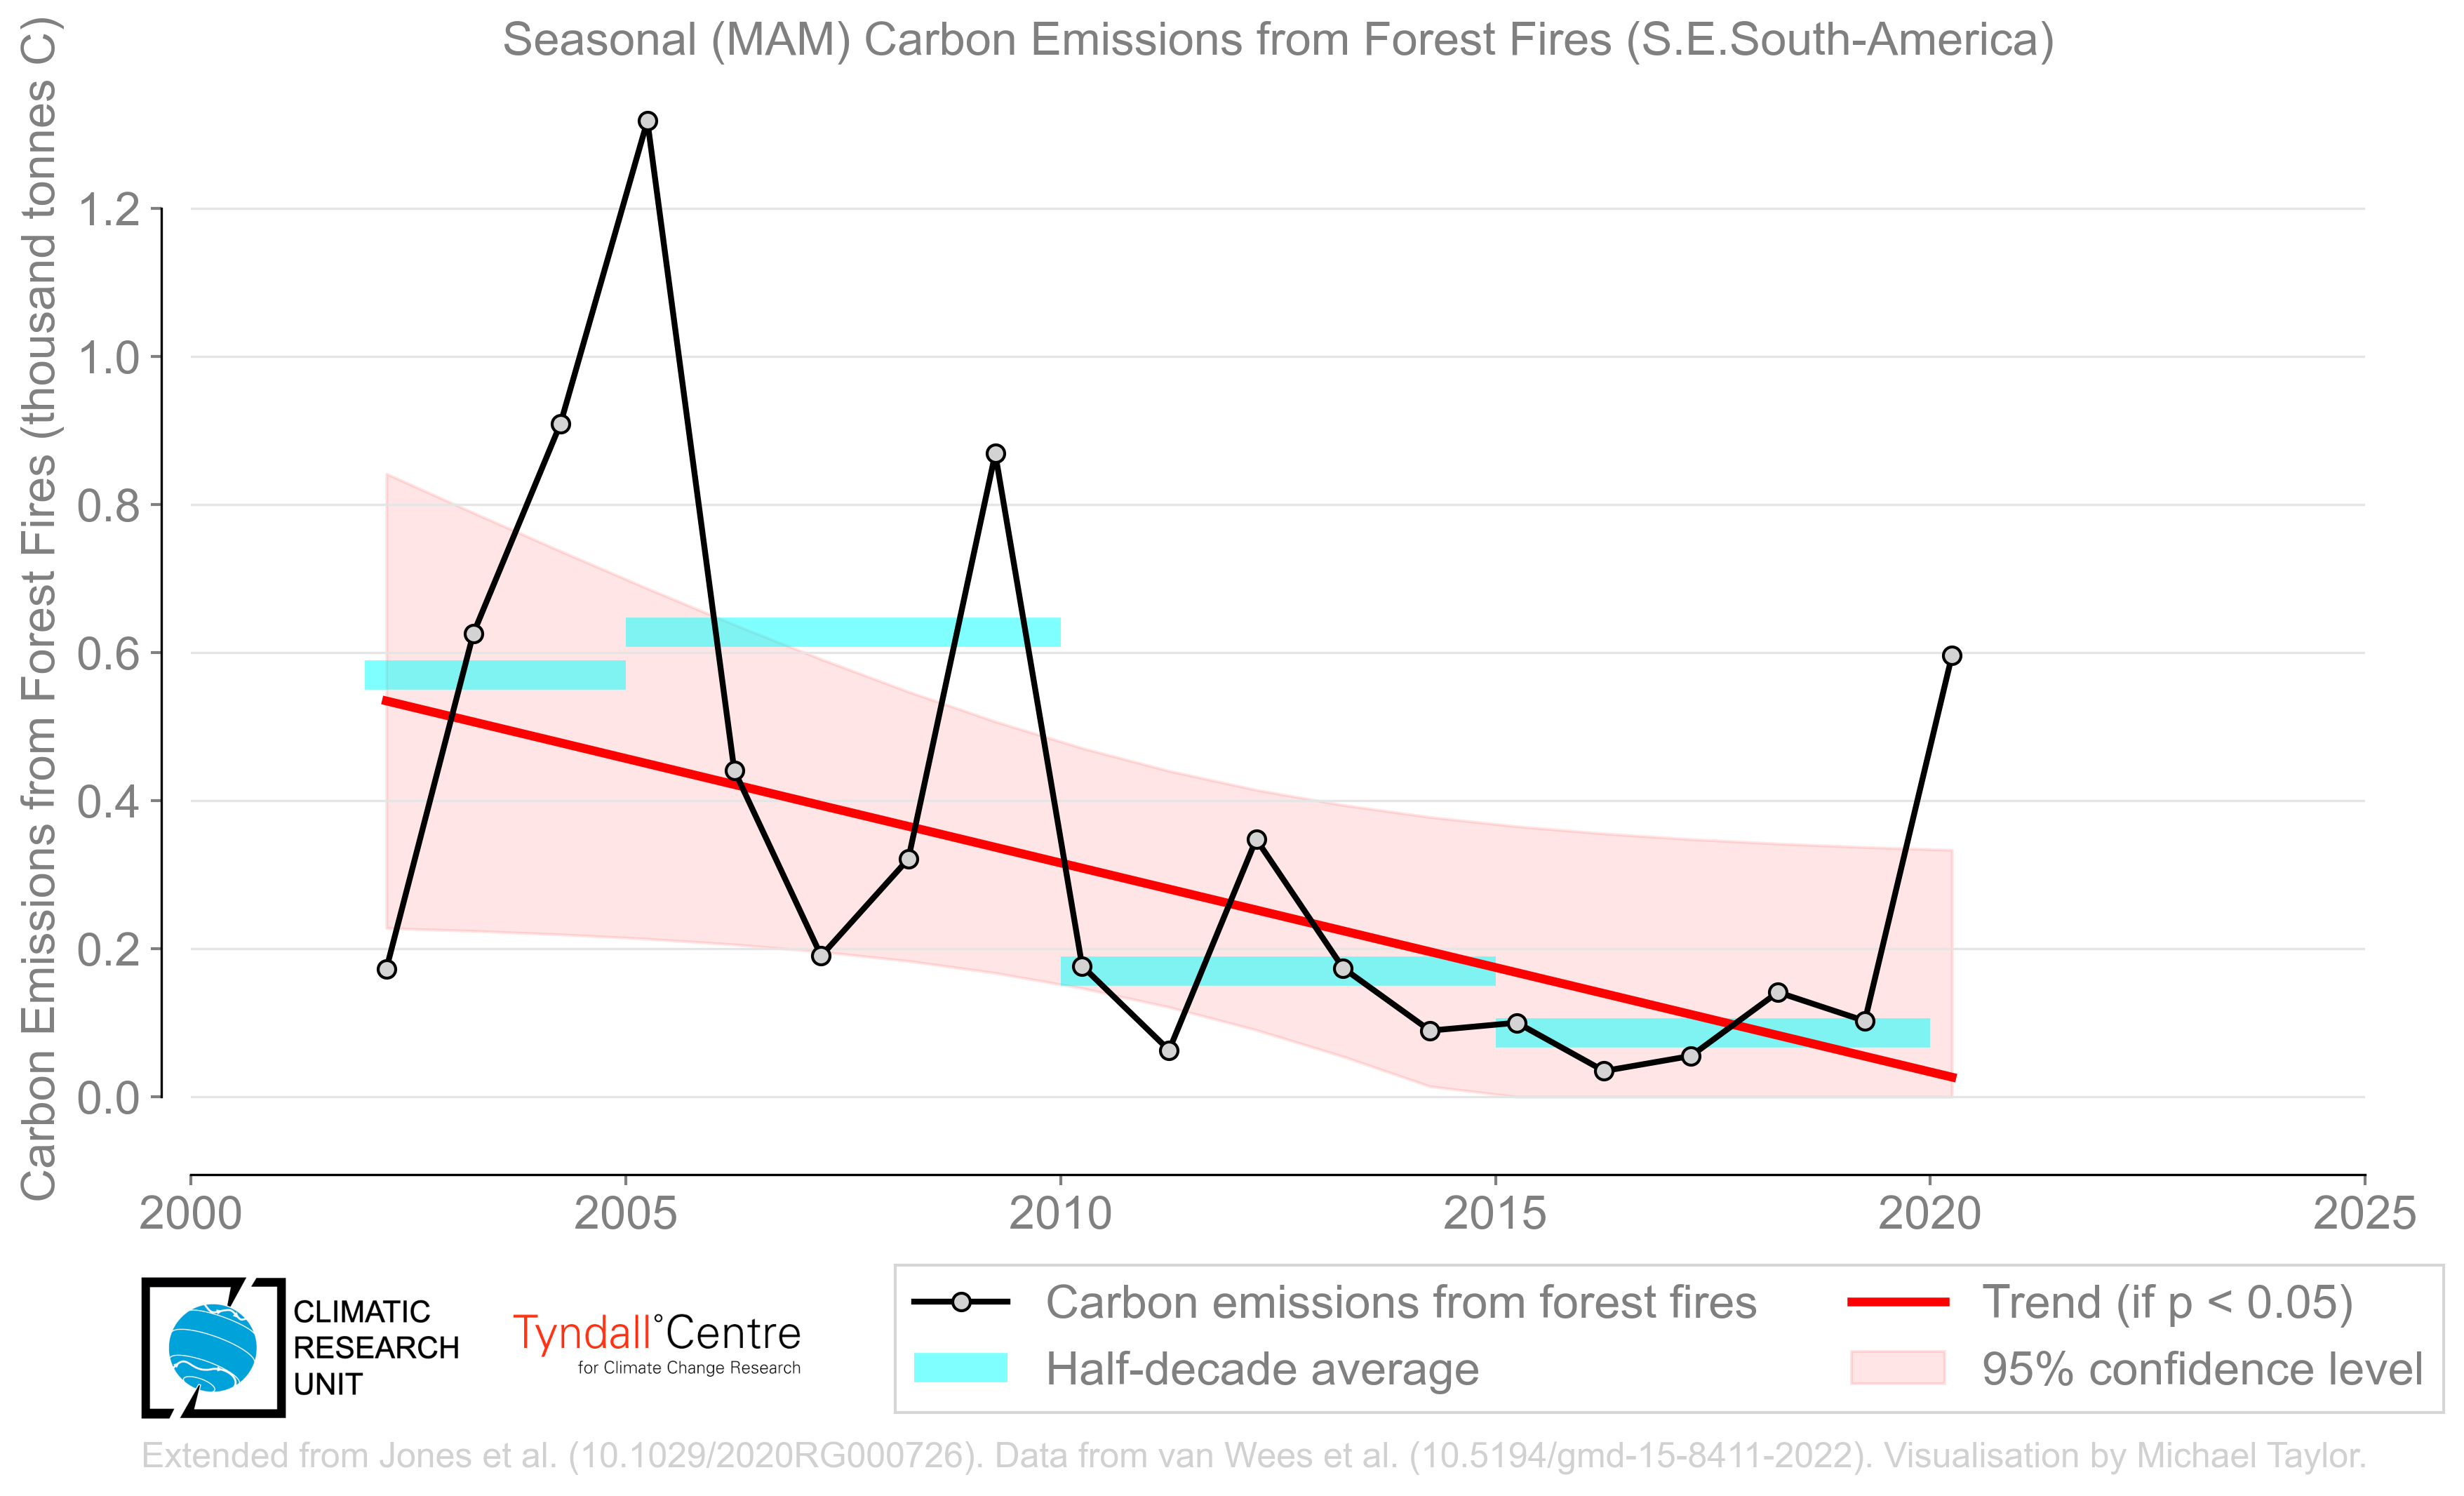 Seasonal (MAM) Carbon Emissions from Forest Fires (S.E.South-America)
Carbon Emissions from Forest Fires (thousand tonnes C)
1.2
1.0
0.8
0.6
0.4
0.2
0.0
2000 2005 2010 2015 2020 2025
CLIMATIC
RESEARCH
UNIT
Tyndall°Centre
for Climate Change Research
Carbon emissions from forest fires
Half-decade average
Trend (if p < 0.05)
95% confidence level
Extended from Jones et al. (10.1029/2020RG000726). Data from van Wees et al. (10.5194/gmd-15-8411-2022). Visualisation by Michael Taylor.